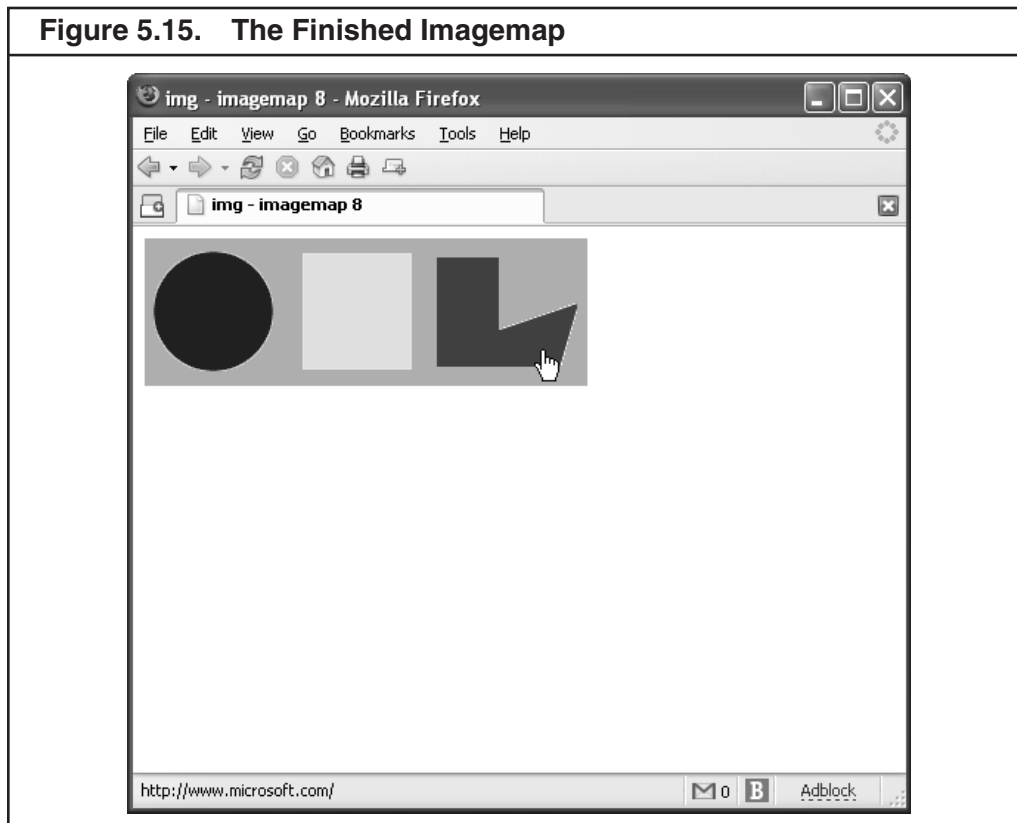 Figure 5.15. The Finished Imagemap
img - imagemap 8 - Mozilla Firefox
File Edit View Go Bookmarks Tools Help
img - imagemap 8
http://www.microsoft.com/ 0 B Adblock